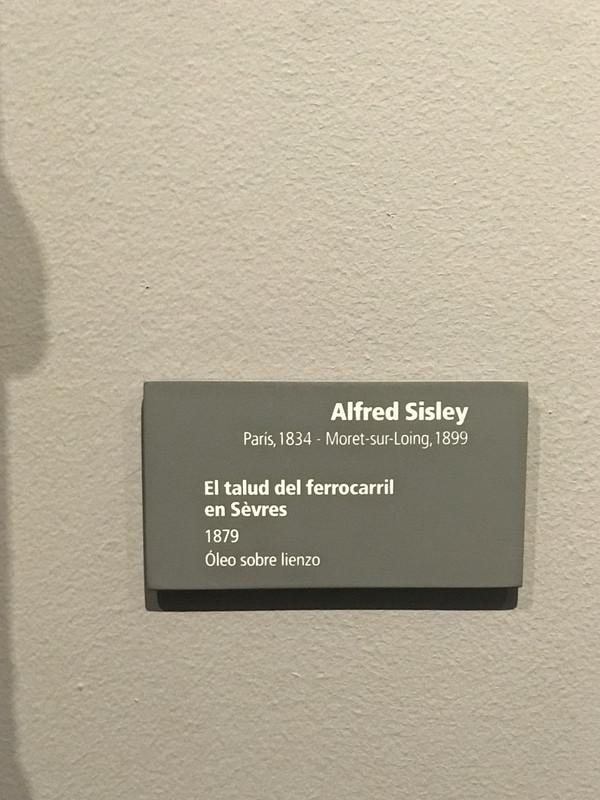 Alfred Sisley
París, 1834 - Moret-sur-Loing, 1899
El talud del ferrocarril
en Sèvres
1879
Óleo sobre lienzo